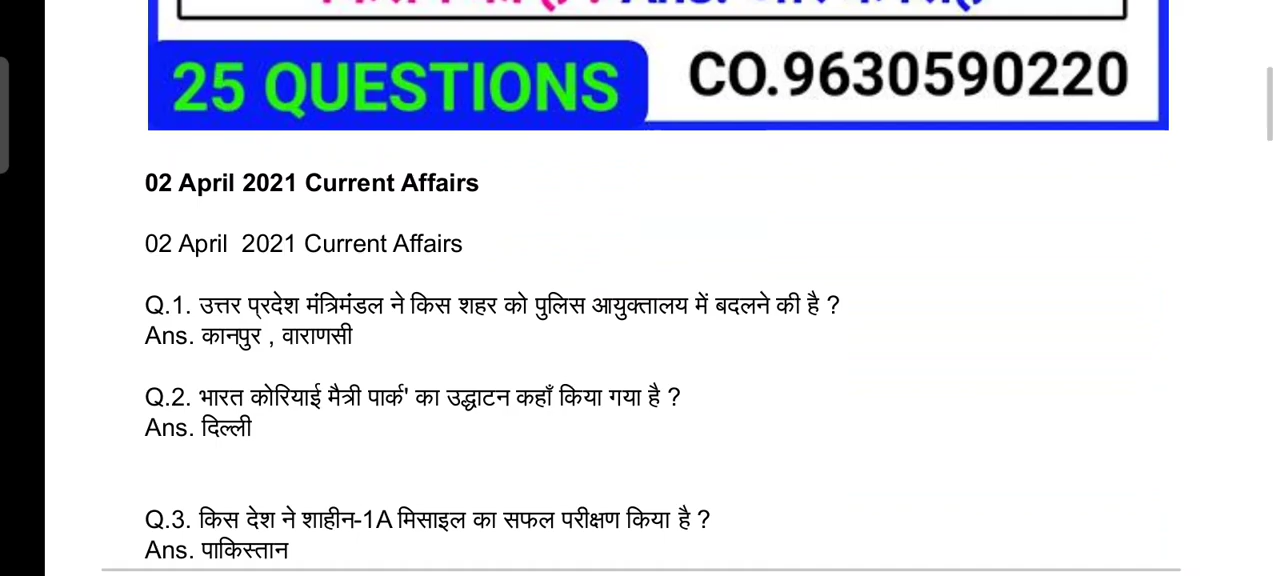 25 QUESTIONS
CO.9630590220
02 April 2021 Current Affairs
02 April 2021 Current Affairs
Q.1. उत्तर प्रदेश मंत्रिमंडल ने किस शहर को पुलिस आयुक्तालय में बदलने की है ?
Ans. कानपुर , वाराणसी
Q.2. भारत कोरियाई मैत्री पार्क' का उद्घाटन कहाँ किया गया है ?
Ans. दिल्ली
Q.3. किस देश ने शाहीन-1A मिसाइल का सफल परीक्षण किया है ?
Ans. पाकिस्तान